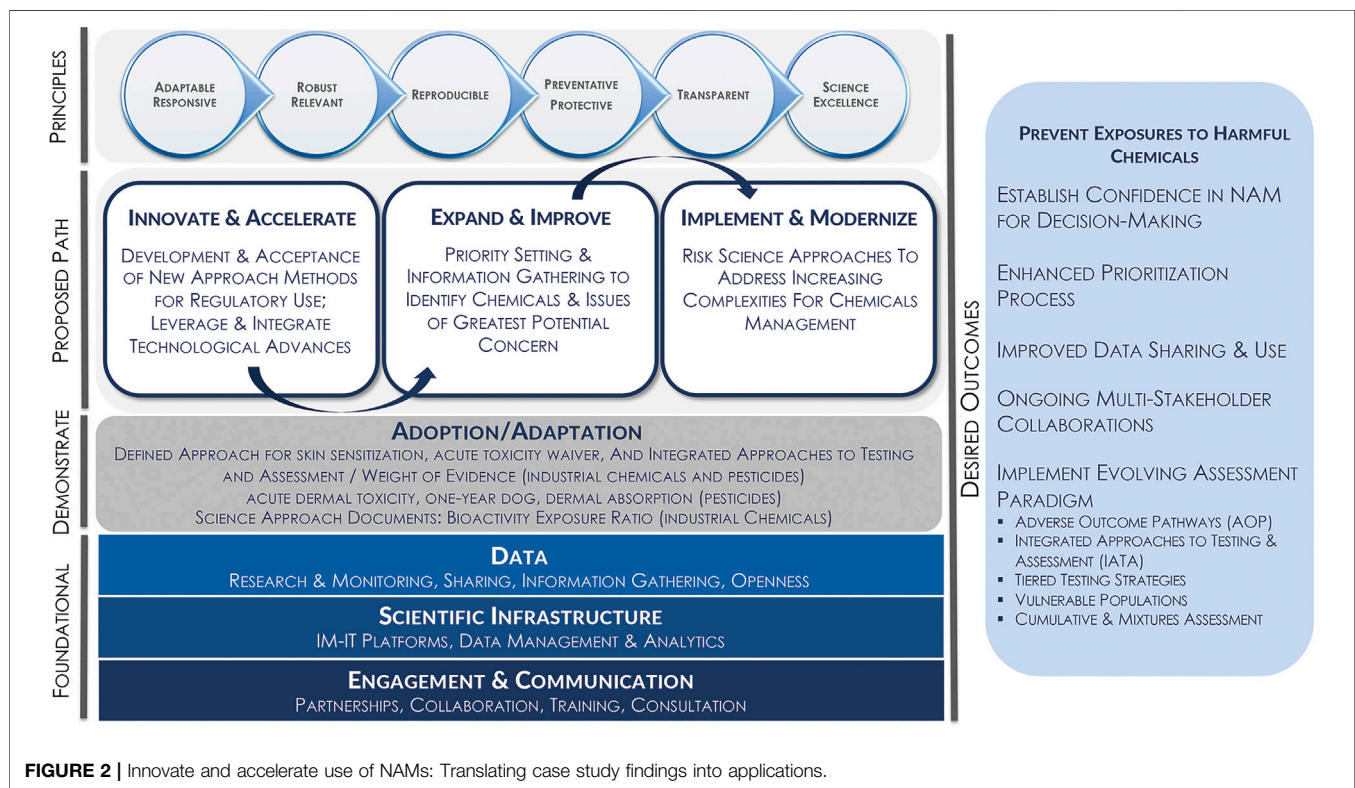 PRINCIPLES
ADAPTABLE
RESPONSIVE
ROBUST
RELEVANT
REPRODUCIBLE
PREVENTATIVE
PROTECTIVE
TRANSPARENT
SCIENCE
EXCELLENCE
PROPOSED PATH
INNOVATE & ACCELERATE
DEVELOPMENT & ACCEPTANCE
OF NEW APPROACH METHODS
FOR REGULATORY USE;
LEVERAGE & INTEGRATE
TECHNOLOGICAL ADVANCES
EXPAND & IMPROVE
PRIORITY SETTING &
INFORMATION GATHERING TO
IDENTIFY CHEMICALS & ISSUES
OF GREATEST POTENTIAL
CONCERN
IMPLEMENT & MODERNIZE
RISK SCIENCE APPROACHES TO
ADDRESS INCREASING
COMPLEXITIES FOR CHEMICALS
MANAGEMENT
DEMONSTRATE
ADOPTION/ADAPTATION
DEFINED APPROACH FOR SKIN SENSITIZATION, ACUTE TOXICITY WAIVER, AND INTEGRATED APPROACHES TO TESTING
AND ASSESSMENT / WEIGHT OF EVIDENCE (INDUSTRIAL CHEMICALS AND PESTICIDES)
ACUTE DERMAL TOXICITY, ONE-YEAR DOG, DERMAL ABSORPTION (PESTICIDES)
SCIENCE APPROACH DOCUMENTS: BIOACTIVITY EXPOSURE RATIO (INDUSTRIAL CHEMICALS)
FOUNDATIONAL
DATA
RESEARCH & MONITORING, SHARING, INFORMATION GATHERING, OPENNESS
SCIENTIFIC INFRASTRUCTURE
IM-IT PLATFORMS, DATA MANAGEMENT & ANALYTICS
ENGAGEMENT & COMMUNICATION
PARTNERSHIPS, COLLABORATION, TRAINING, CONSULTATION
DESIRED OUTCOMES
PREVENT EXPOSURES TO HARMFUL
CHEMICALS
ESTABLISH CONFIDENCE IN NAM
FOR DECISION-MAKING
ENHANCED PRIORITIZATION
PROCESS
IMPROVED DATA SHARING & USE
ONGOING MULTI-STAKEHOLDER
COLLABORATIONS
IMPLEMENT EVOLVING ASSESSMENT
PARADIGM
▪ ADVERSE OUTCOME PATHWAYS (AOP)
▪ INTEGRATED APPROACHES TO TESTING &
ASSESSMENT (IATA)
▪ TIERED TESTING STRATEGIES
▪ VULNERABLE POPULATIONS
▪ CUMULATIVE & MIXTURES ASSESSMENT
FIGURE 2 | Innovate and accelerate use of NAMs: Translating case study findings into applications.